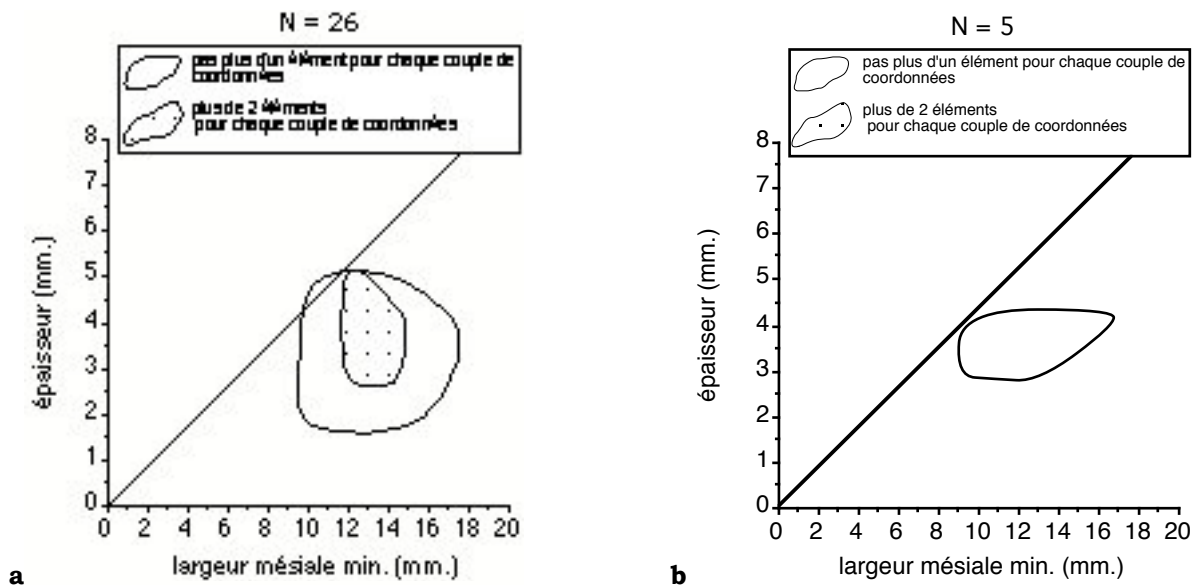 N = 26
pas plus d'un élément pour chaque couple de
coordonnées
plus de 2 éléments
pour chaque couple de coordonnées
8
7
6
5
4
3
2
1
0
épaisseur (mm.)
0 2 4 6 8 10 12 14 16 18 20
largeur mésiale min. (mm.)
a
N = 5
pas plus d'un élément pour chaque couple de
coordonnées
plus de 2 éléments
pour chaque couple de coordonnées
8
7
6
5
4
3
2
1
0
épaisseur (mm.)
0 2 4 6 8 10 12 14 16 18 20
largeur mésiale min. (mm.)
b